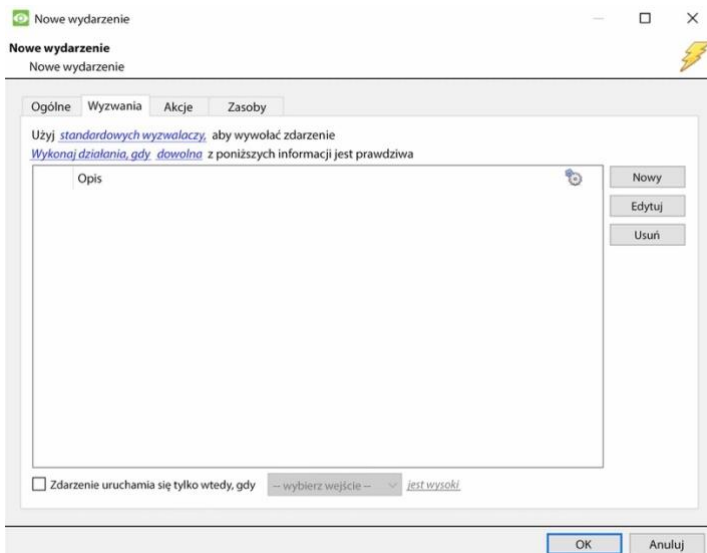 Nowe wydarzenie
Nowe wydarzenie
Nowe wydarzenie
Ogólne Wyzwania Akcje Zasoby
Użyj standardowych wyzwalaczy, aby wywołać zdarzenie
Wykonaj działania, gdy dowolna z poniższych informacji jest prawdziwa
Opis
Nowy
Edytuj
Usuń
Zdarzenie uruchamia się tylko wtedy, gdy -- wybierz wejście -- jest wysoki
OK Anuluj